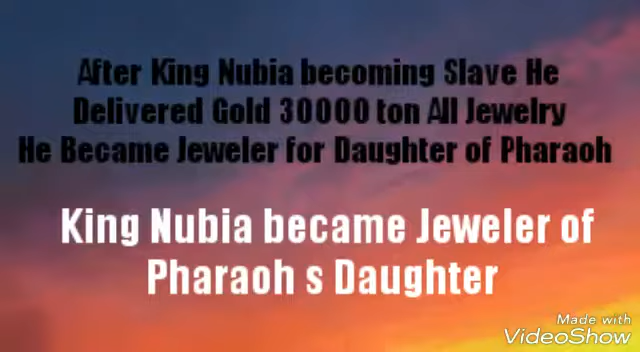 After King Nubia becoming Slave He
Delivered Gold 30000 ton All Jewelry
He Became Jeweler for Daughter of Pharaoh
King Nubia became Jeweler of
Pharaoh s Daughter
Made with
VideoShow